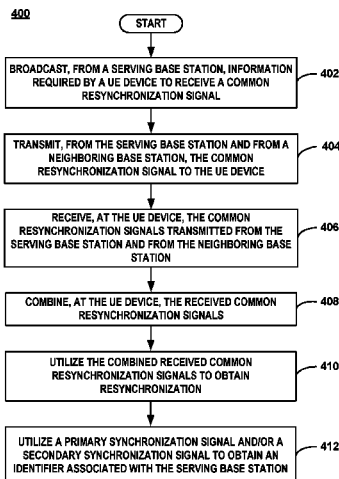 400
START
BROADCAST, FROM A SERVING BASE STATION, INFORMATION
REQUIRED BY A UE DEVICE TO RECEIVE A COMMON
RESYNCHRONIZATION SIGNAL
402
TRANSMIT, FROM THE SERVING BASE STATION AND FROM A
NEIGHBORING BASE STATION, THE COMMON
RESYNCHRONIZATION SIGNAL TO THE UE DEVICE
404
RECEIVE, AT THE UE DEVICE, THE COMMON
RESYNCHRONIZATION SIGNALS TRANSMITTED FROM THE
SERVING BASE STATION AND FROM THE NEIGHBORING BASE
STATION
406
COMBINE, AT THE UE DEVICE, THE RECEIVED COMMON
RESYNCHRONIZATION SIGNALS
408
UTILIZE THE COMBINED RECEIVED COMMON
RESYNCHRONIZATION SIGNALS TO OBTAIN
RESYNCHRONIZATION
410
UTILIZE A PRIMARY SYNCHRONIZATION SIGNAL AND/OR A
SECONDARY SYNCHRONIZATION SIGNAL TO OBTAIN AN
IDENTIFIER ASSOCIATED WITH THE SERVING BASE STATION
412